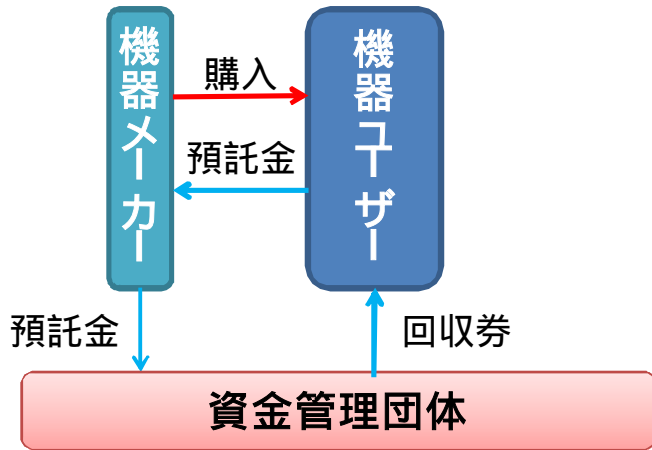 機器メーカー
購入
預託金
機器ユーザー
預託金
回収券
資金管理団体